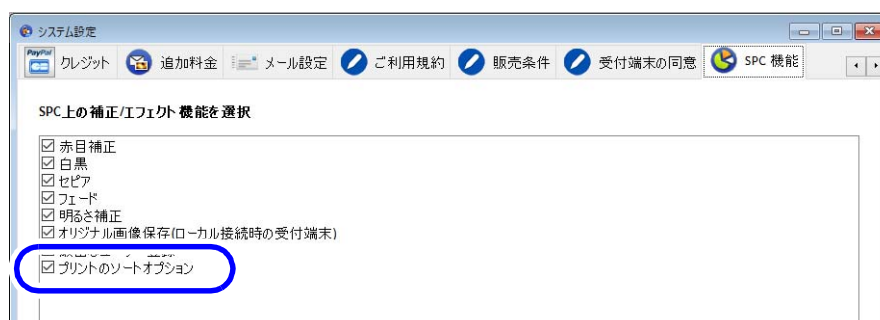 システム設定
PayPal クレジット 追加料金 メール設定 ご利用規約 販売条件 受付端末の同意 SPC 機能
SPC上の補正/エフェクト機能を選択
赤目補正
白黒
セピア
フェード
明るさ補正
オリジナル画像保存(ローカル接続時の受付端末)
プリントのソートオプション